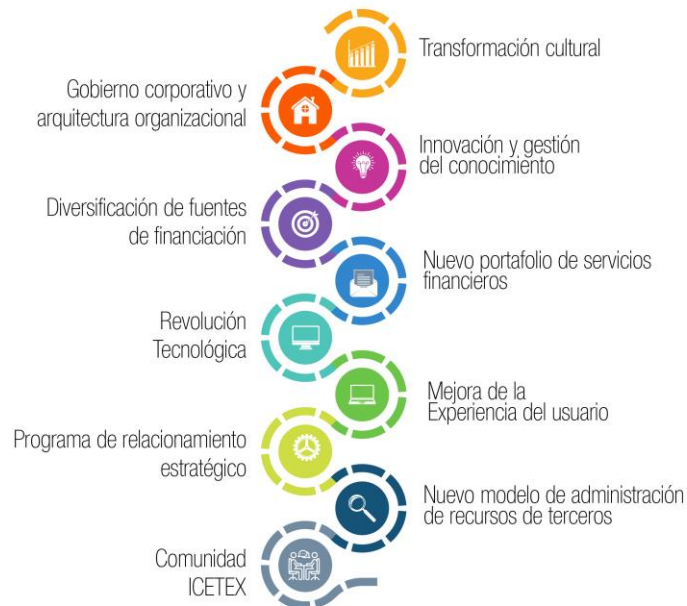 Transformación cultural
Gobierno corporativo y
arquitectura organizacional
Innovación y gestión
del conocimiento
Diversificación de fuentes
de financiación
Nuevo portafolio de servicios
financieros
Revolución
Tecnológica
Mejora de la
Experiencia del usuario
Programa de relacionamiento
estratégico
Nuevo modelo de administración
de recursos de terceros
Comunidad
ICETEX